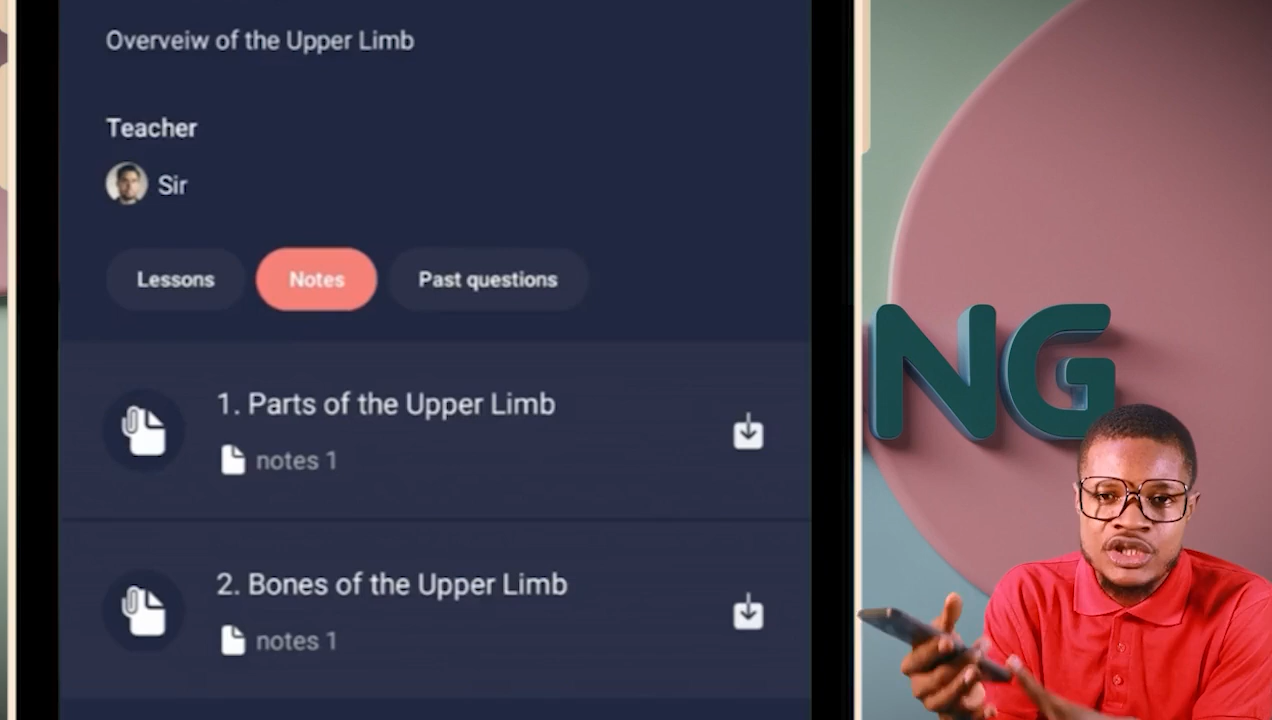 Overveiw of the Upper Limb
Teacher
Sir
Lessons
Notes
Past questions
1. Parts of the Upper Limb
notes 1
2. Bones of the Upper Limb
notes 1
NG